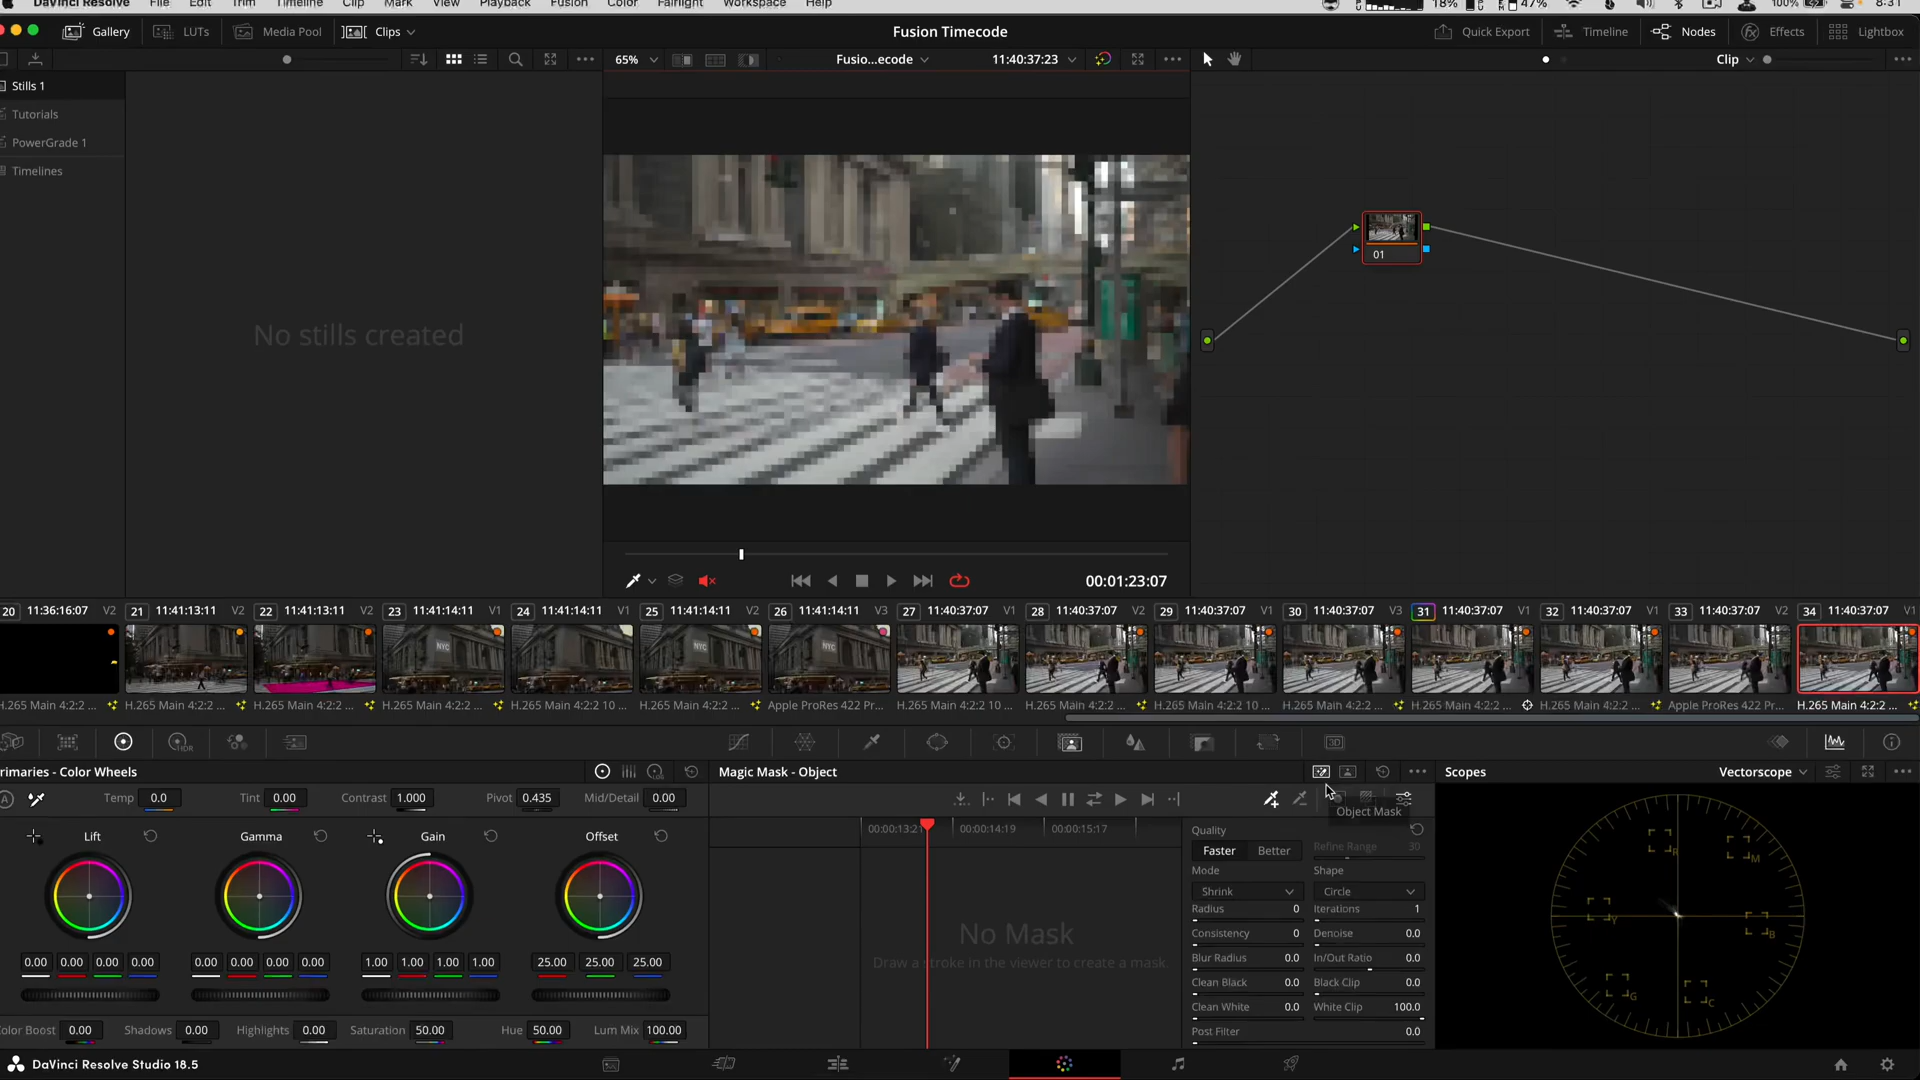 DaVinci Resolve File Edit Trim Timeline Clip Mark View Playback Fusion Color Fairlight Workspace Help 18% 47% 100% 8:31
Gallery LUTs Media Pool Clips Fusion Timecode Quick Export Timeline Nodes Effects Lightbox
65% Fusio...ecode 11:40:37:23 Clip
Stills 1
Tutorials
PowerGrade 1
Timelines
No stills created
01
00:01:23:07
20 11:36:16:07 V2 21 11:41:13:11 V2 22 11:41:13:11 V2 23 11:41:14:11 V1 24 11:41:14:11 V1 25 11:41:14:11 V2 26 11:41:14:11 V3 27 11:40:37:07 V1 28 11:40:37:07 V2 29 11:40:37:07 V1 30 11:40:37:07 V3 31 11:40:37:07 V1 32 11:40:37:07 V1 33 11:40:37:07 V2 34 11:40:37:07 V1
NYC NYC NYC NYC
H.265 Main 4:2:2 ... H.265 Main 4:2:2 ... H.265 Main 4:2:2 ... H.265 Main 4:2:2 ... H.265 Main 4:2:2 10 ... H.265 Main 4:2:2 ... Apple ProRes 422 Pr... H.265 Main 4:2:2 10 ... H.265 Main 4:2:2 ... H.265 Main 4:2:2 10 ... H.265 Main 4:2:2 ... H.265 Main 4:2:2 ... H.265 Main 4:2:2 ... Apple ProRes 422 Pr... H.265 Main 4:2:2 ...
HDR 3D
rimaries - Color Wheels Magic Mask - Object Scopes Vectorscope
A Temp 0.0 Tint 0.00 Contrast 1.000 Pivot 0.435 Mid/Detail 0.00
Object Mask
Lift Gamma Gain Offset
00:00:13:21 00:00:14:19 00:00:15:17
Quality
Faster Better Refine Range 30
Mode Shape
Shrink Circle
Radius 0 Iterations 1
Consistency 0 Denoise 0.0
Blur Radius 0.0 In/Out Ratio 0.0
Clean Black 0.0 Black Clip 0.0
Clean White 0.0 White Clip 100.0
Post Filter 0.0
No Mask
Draw a stroke in the viewer to create a mask.
R M Y B G C
0.00 0.00 0.00 0.00 0.00 0.00 0.00 0.00 1.00 1.00 1.00 1.00 25.00 25.00 25.00
Color Boost 0.00 Shadows 0.00 Highlights 0.00 Saturation 50.00 Hue 50.00 Lum Mix 100.00
DaVinci Resolve Studio 18.5